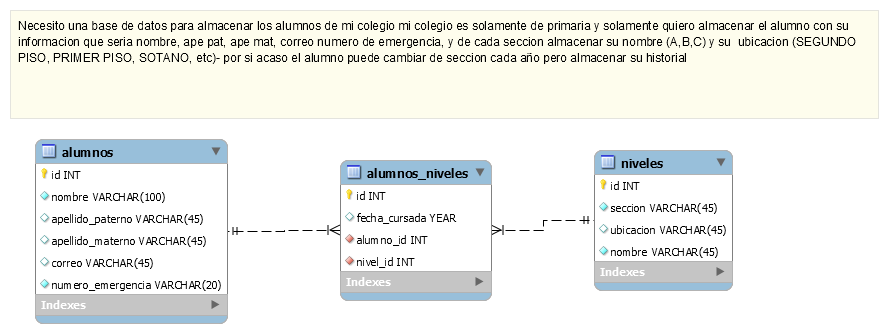 Necesito una base de datos para almacenar los alumnos de mi colegio mi colegio es solamente de primaria y solamente quiero almacenar el alumno con su
informacion que seria nombre, ape pat, ape mat, correo numero de emergencia, y de cada seccion almacenar su nombre (A,B,C) y su ubicacion (SEGUNDO
PISO, PRIMER PISO, SOTANO, etc)- por si acaso el alumno puede cambiar de seccion cada año pero almacenar su historial
alumnos
id INT
nombre VARCHAR(100)
apellido_paterno VARCHAR(45)
apellido_materno VARCHAR(45)
correo VARCHAR(45)
numero_emergencia VARCHAR(20)
Indexes
alumnos_niveles
id INT
fecha_cursada YEAR
alumno_id INT
nivel_id INT
Indexes
niveles
id INT
seccion VARCHAR(45)
ubicacion VARCHAR(45)
nombre VARCHAR(45)
Indexes